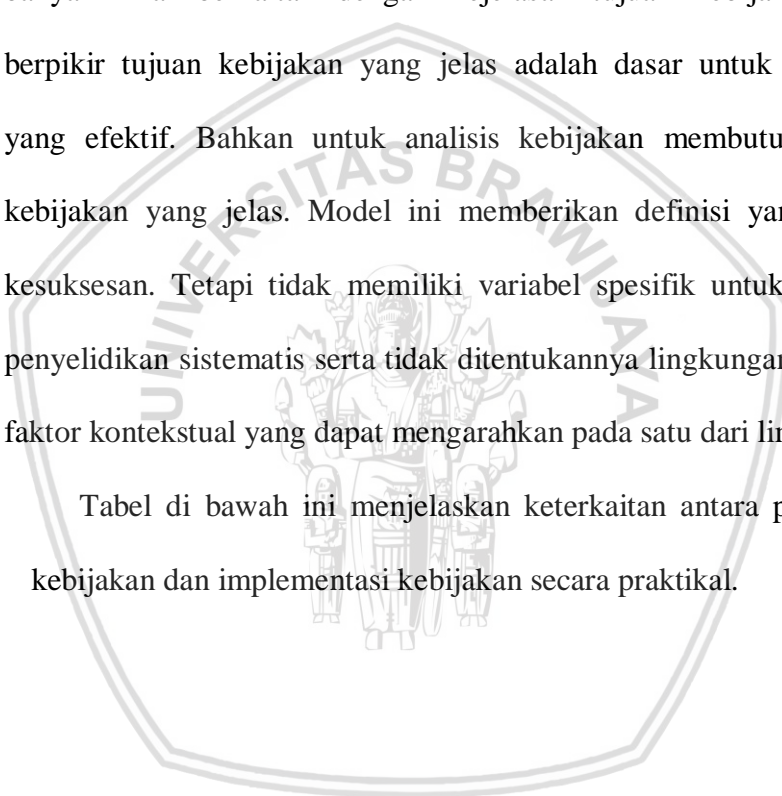 berpikir tujuan kebijakan yang jelas adalah dasar untuk
yang efektif. Bahkan untuk analisis kebijakan membutu
kebijakan yang jelas. Model ini memberikan definisi yan
kesuksesan. Tetapi tidak memiliki variabel spesifik untuk
penyelidikan sistematis serta tidak ditentukannya lingkungan
faktor kontekstual yang dapat mengarahkan pada satu dari lin
Tabel di bawah ini menjelaskan keterkaitan antara p
kebijakan dan implementasi kebijakan secara praktikal.
UNIVERSITAS BRAWIJAYA